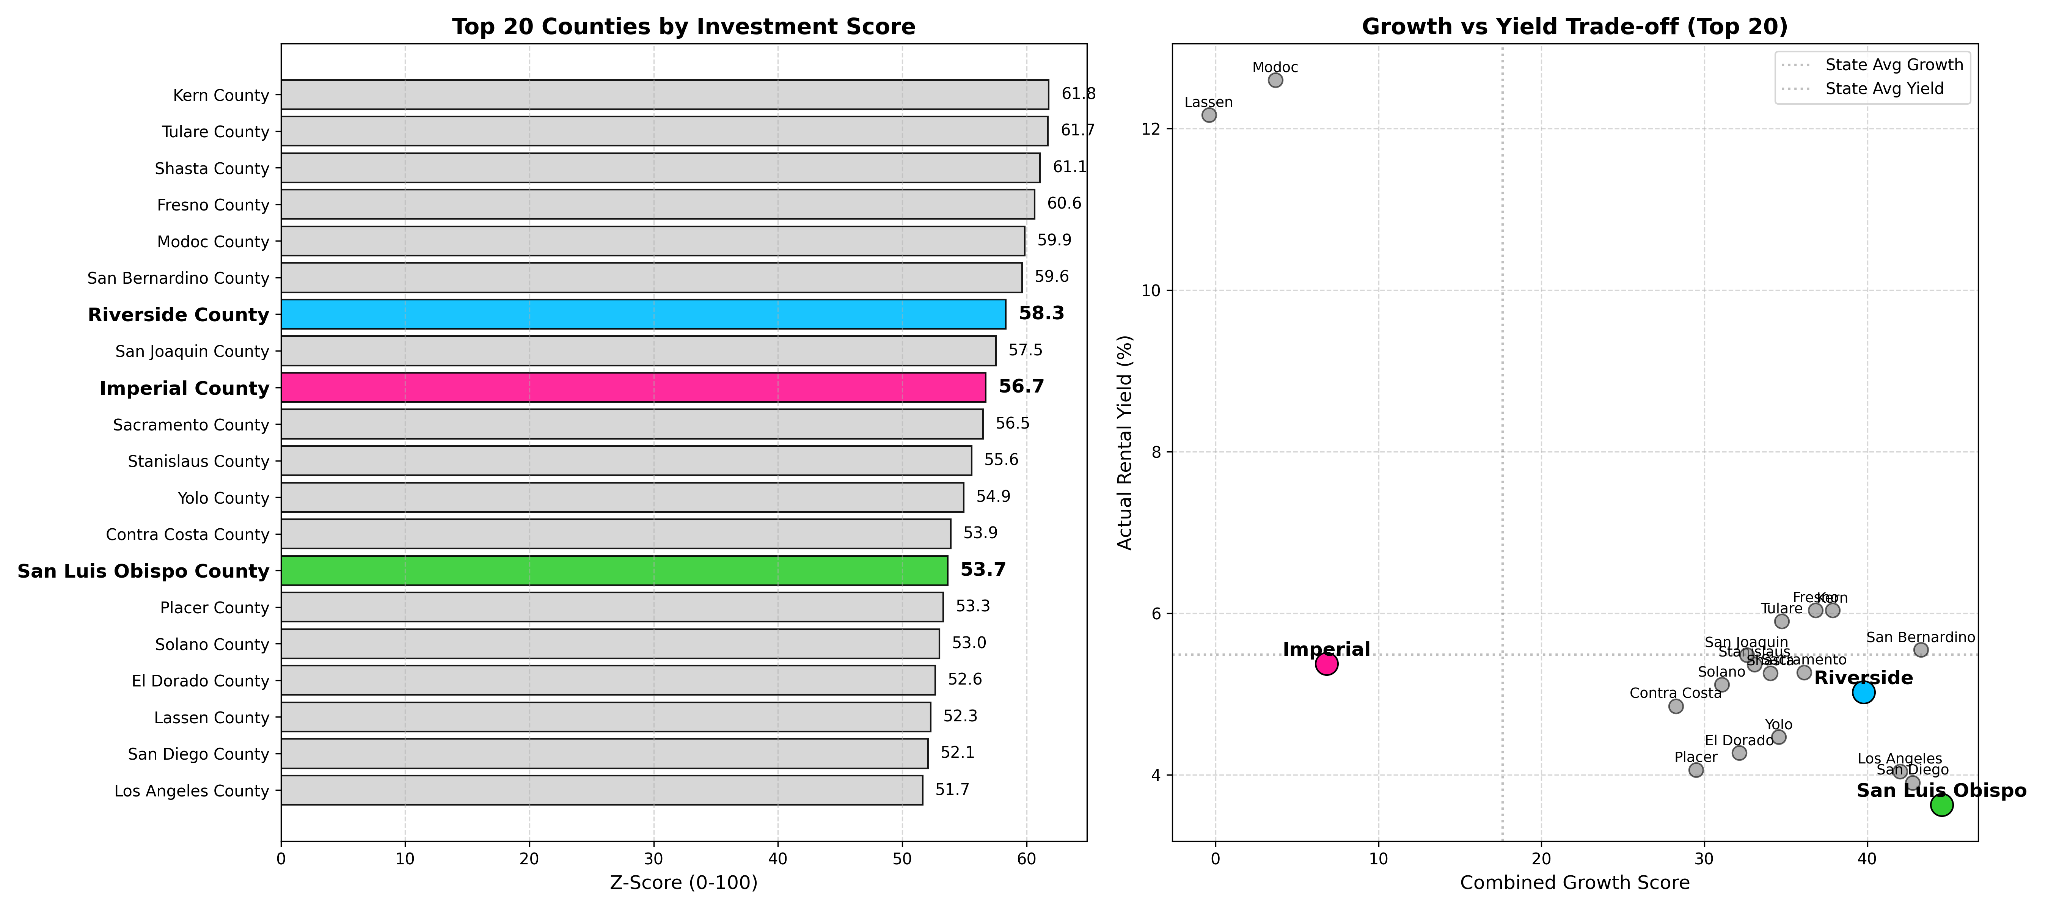 Top 20 Counties by Investment Score
Kern County 61.8
Tulare County 61.7
Shasta County 61.1
Fresno County 60.6
Modoc County 59.9
San Bernardino County 59.6
Riverside County 58.3
San Joaquin County 57.5
Imperial County 56.7
Sacramento County 56.5
Stanislaus County 55.6
Yolo County 54.9
Contra Costa County 53.9
San Luis Obispo County 53.7
Placer County 53.3
Solano County 53.0
El Dorado County 52.6
Lassen County 52.3
San Diego County 52.1
Los Angeles County 51.7
0 10 20 30 40 50 60
Z-Score (0-100)
Growth vs Yield Trade-off (Top 20)
State Avg Growth
State Avg Yield
Actual Rental Yield (%)
12
10
8
6
4
Modoc
Lassen
Fresno
Kern
Tulare
San Bernardino
San Joaquin
Imperial
Stanislaus
Shasta
Sacramento
Solano
Riverside
Contra Costa
Yolo
El Dorado
Placer
Los Angeles
San Diego
San Luis Obispo
0 10 20 30 40
Combined Growth Score